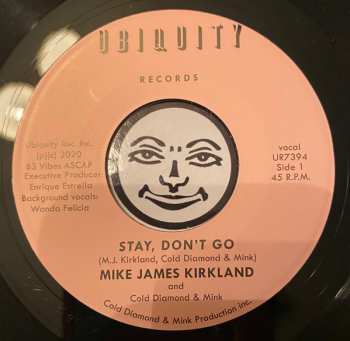 UBIQUITY
RECORDS
Ubiquity Inc. Inc.
(p)(c) 2020
83 Vibes ASCAP
Executive Producer:
Enrique Estrella
Background vocals:
Wanda Felicia
vocal
UR7394
Side 1
45 R.P.M.
STAY, DON'T GO
(M.J. Kirkland, Cold Diamond & Mink)
MIKE JAMES KIRKLAND
and
Cold Diamond & Mink
Cold Diamond & Mink Production inc.